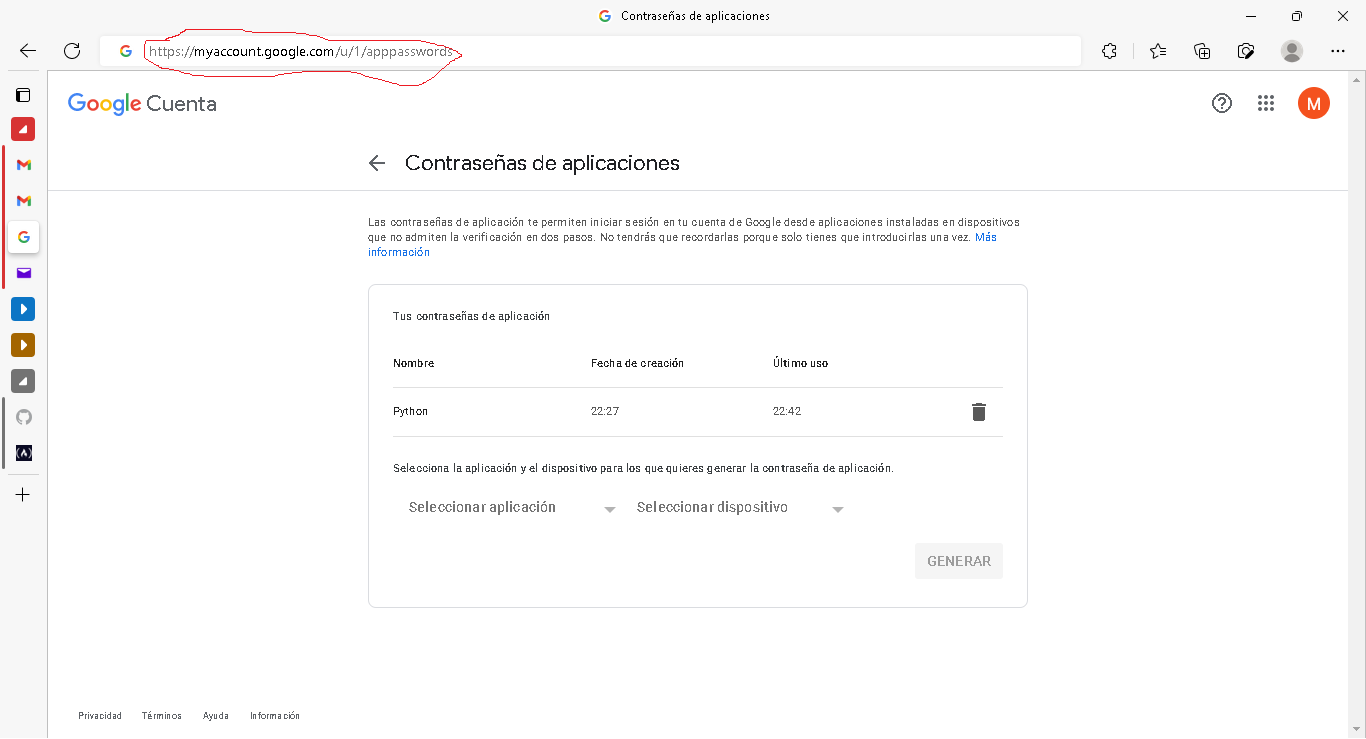 Contraseñas de aplicaciones
https://myaccount.google.com/u/1/apppasswords
Google Cuenta
M
Contraseñas de aplicaciones
Las contraseñas de aplicación te permiten iniciar sesión en tu cuenta de Google desde aplicaciones instaladas en dispositivos
que no admiten la verificación en dos pasos. No tendrás que recordarlas porque solo tienes que introducirlas una vez. Más
información
Tus contraseñas de aplicación
Nombre Fecha de creación Último uso
Python 22:27 22:42
Selecciona la aplicación y el dispositivo para los que quieres generar la contraseña de aplicación.
Seleccionar aplicación Seleccionar dispositivo
GENERAR
Privacidad Términos Ayuda Información